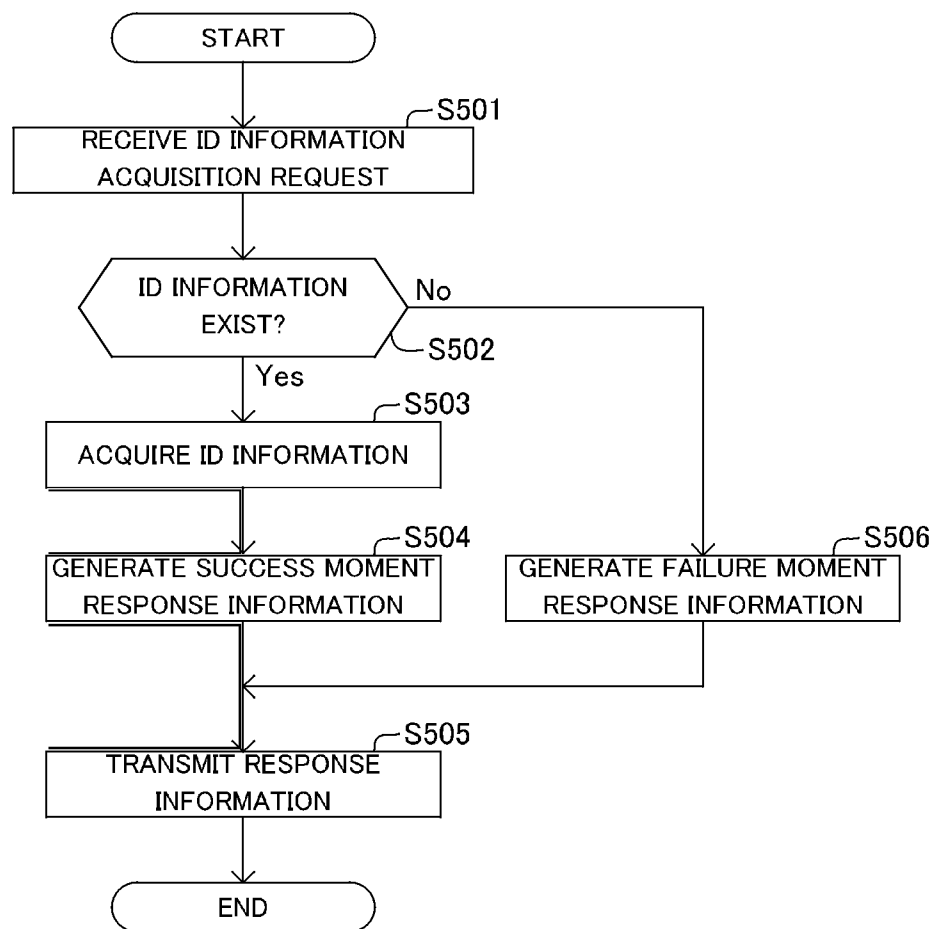 START
S501
RECEIVE ID INFORMATION
ACQUISITION REQUEST
ID INFORMATION
EXIST?
No
S502
Yes
S503
ACQUIRE ID INFORMATION
S504
GENERATE SUCCESS MOMENT
RESPONSE INFORMATION
S506
GENERATE FAILURE MOMENT
RESPONSE INFORMATION
S505
TRANSMIT RESPONSE
INFORMATION
END